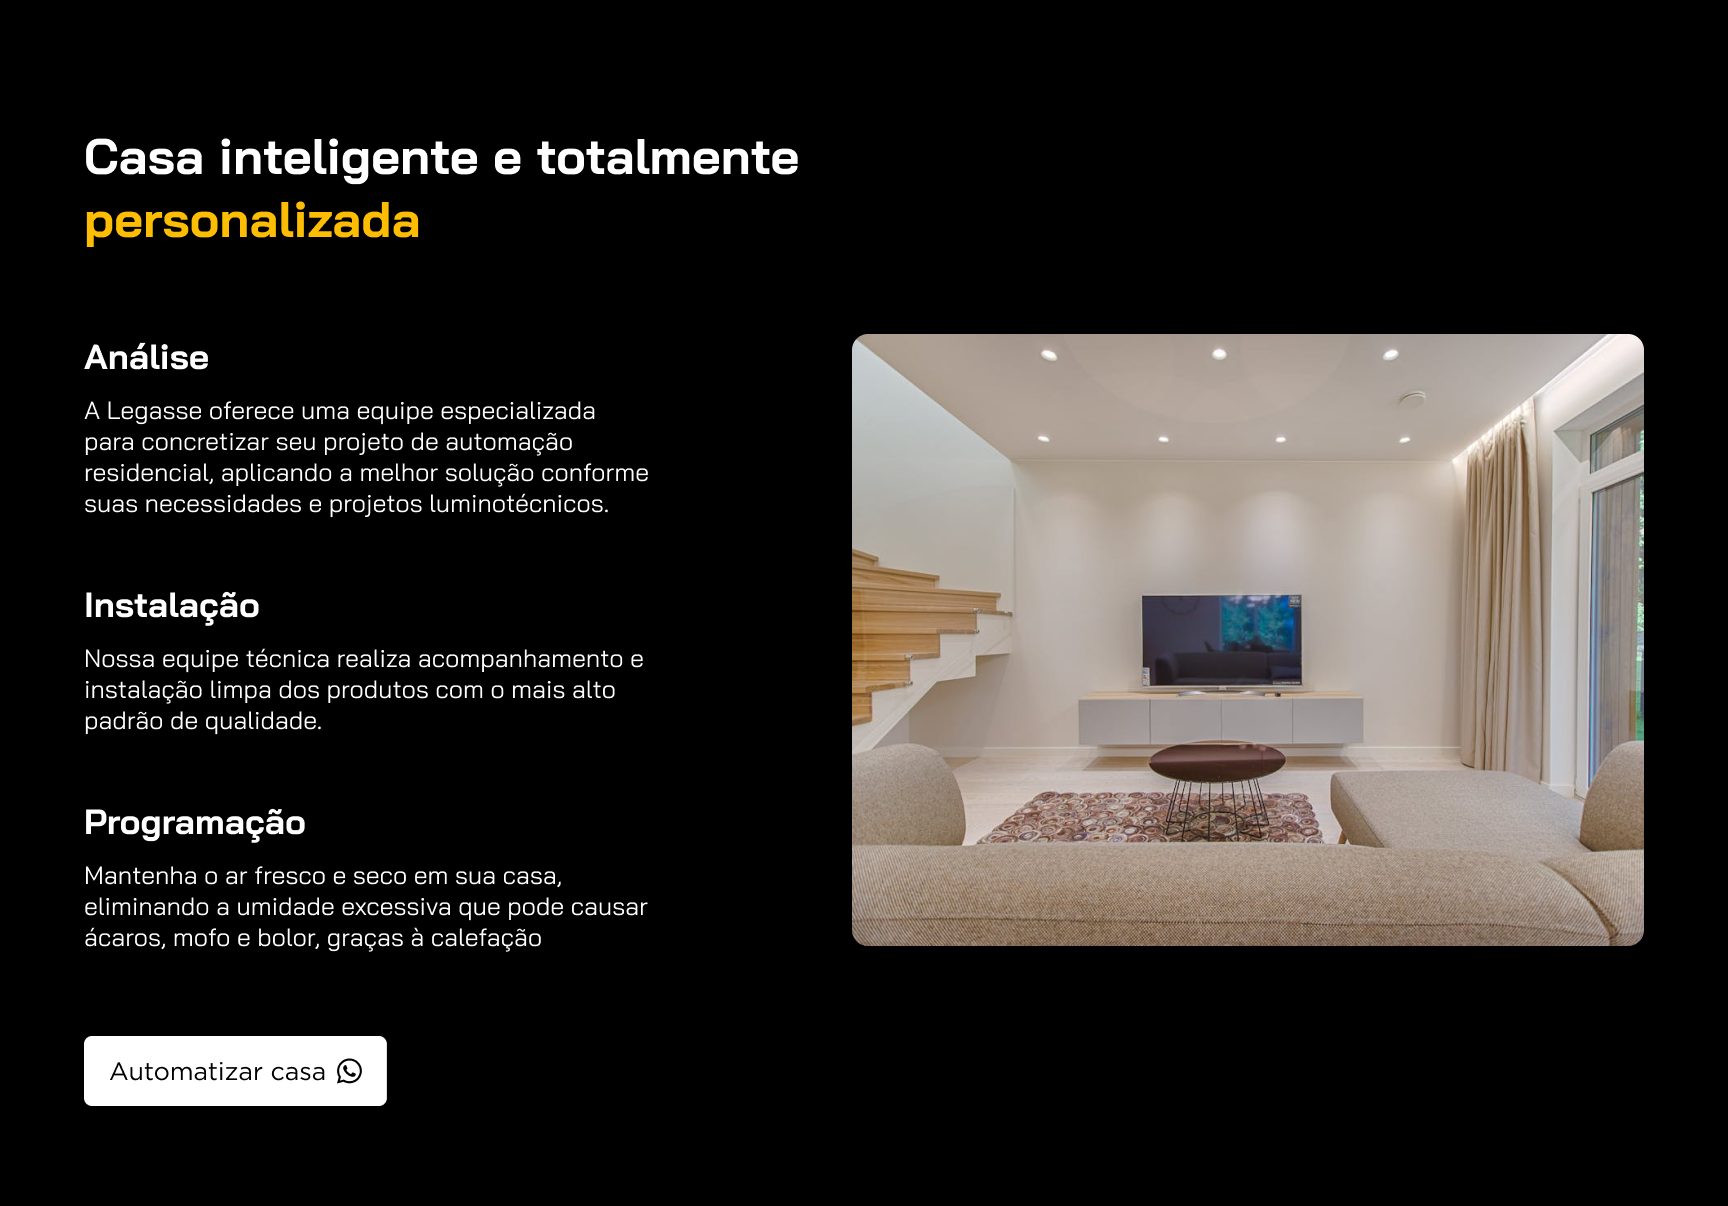 Casa inteligente e totalmente
personalizada
Análise
A Legasse oferece uma equipe especializada
para concretizar seu projeto de automação
residencial, aplicando a melhor solução conforme
suas necessidades e projetos luminotécnicos.
Instalação
Nossa equipe técnica realiza acompanhamento e
instalação limpa dos produtos com o mais alto
padrão de qualidade.
Programação
Mantenha o ar fresco e seco em sua casa,
eliminando a umidade excessiva que pode causar
ácaros, mofo e bolor, graças à calefação
Automatizar casa